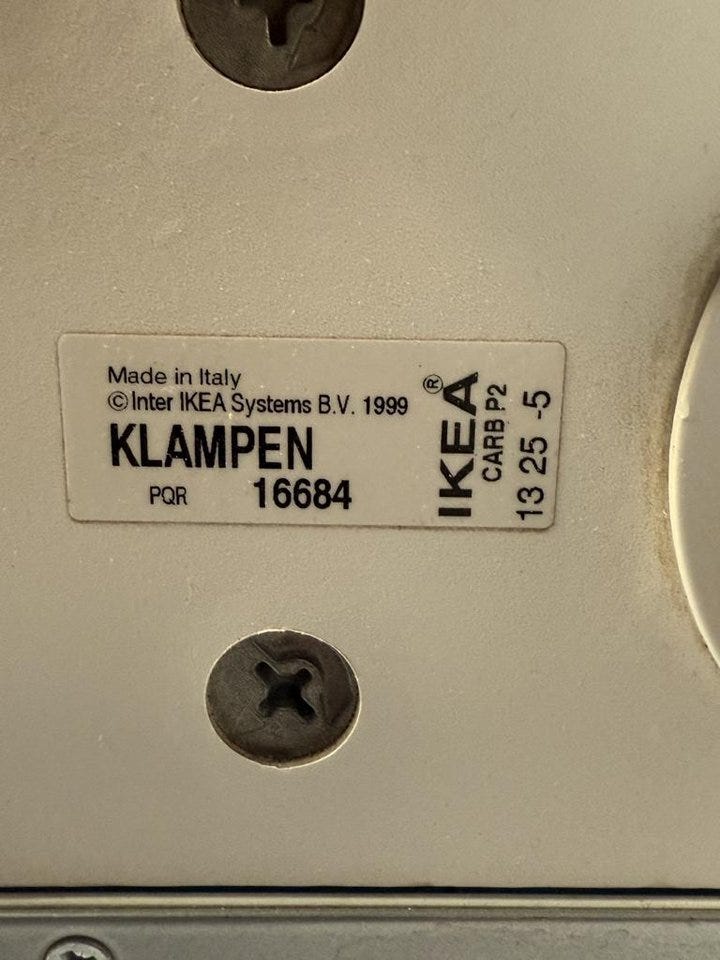 Made in Italy
©Inter IKEA Systems B.V. 1999
KLAMPEN
PQR 16684
IKEA®
CARB P2
13 25 -5